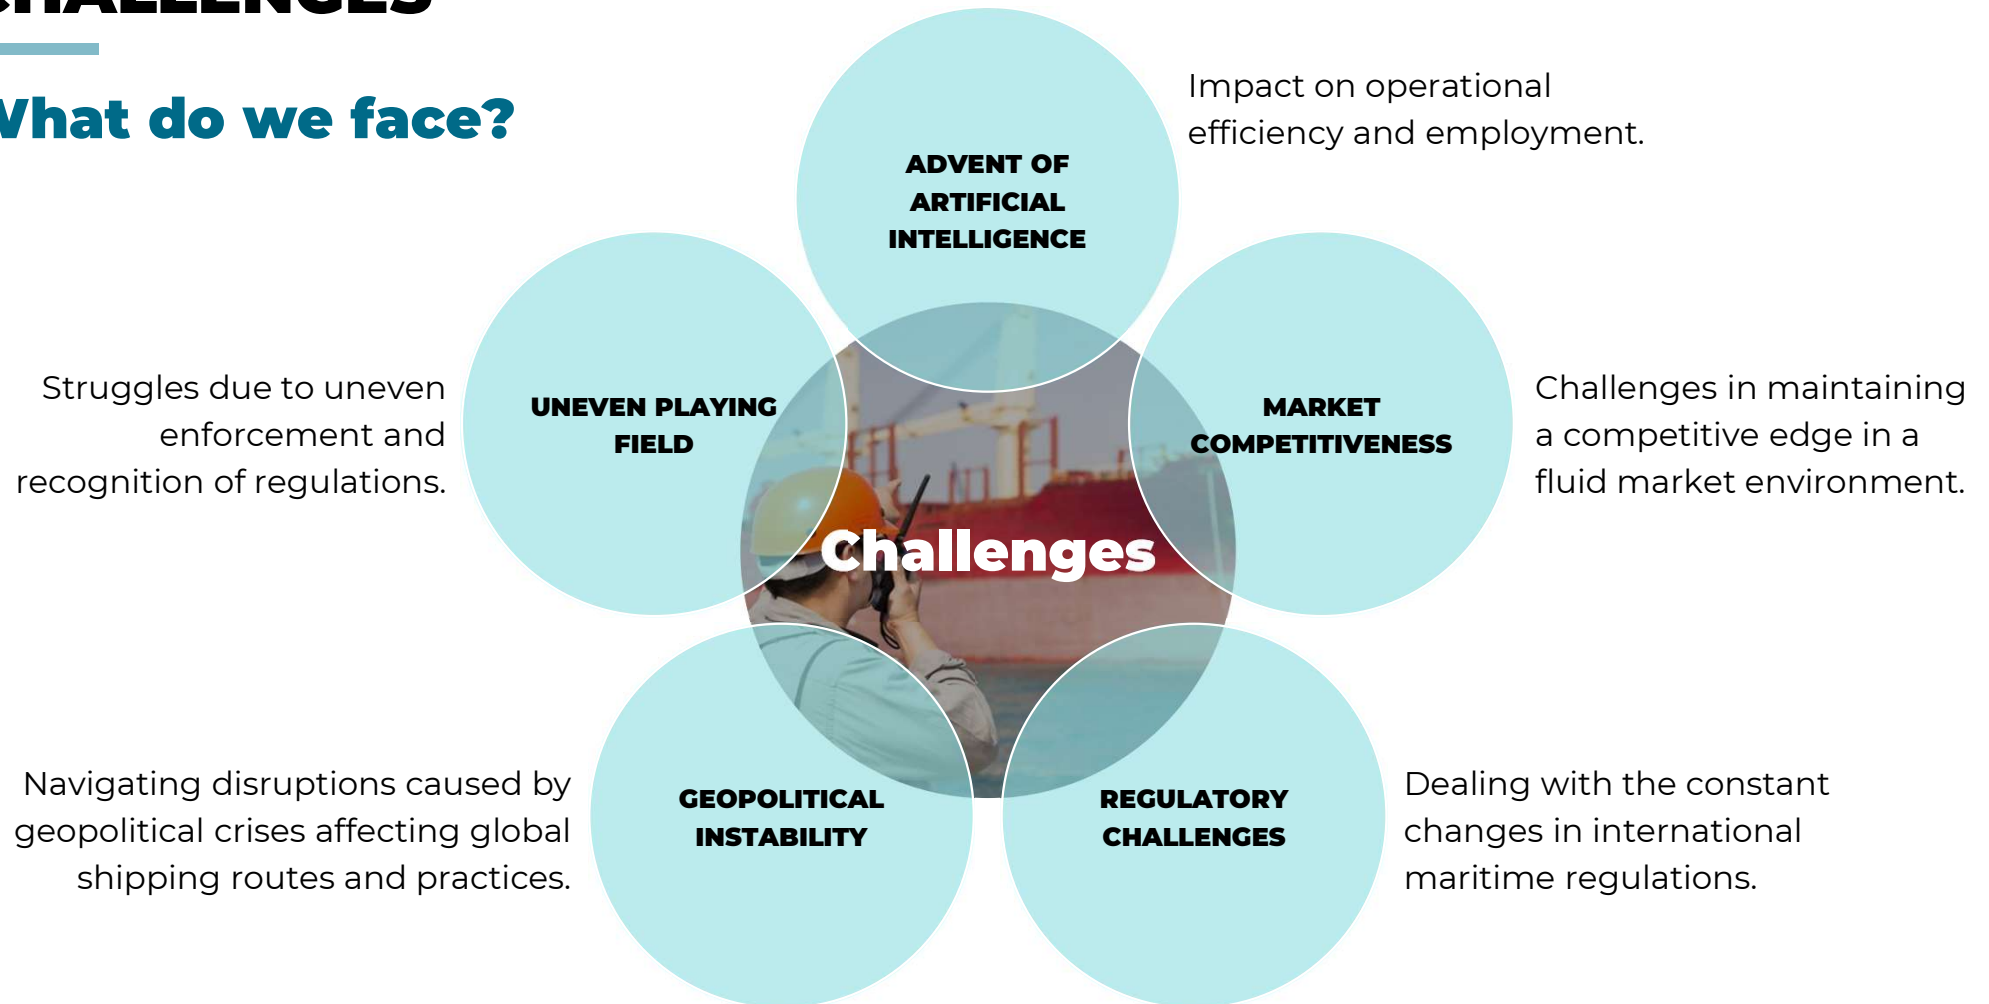 CHALLENGES
What do we face?
Impact on operational
efficiency and employment.
ADVENT OF
ARTIFICIAL
INTELLIGENCE
Struggles due to uneven
enforcement and
recognition of regulations.
UNEVEN PLAYING
FIELD
MARKET
COMPETITIVENESS
Challenges in maintaining
a competitive edge in a
fluid market environment.
Challenges
Navigating disruptions caused by
geopolitical crises affecting global
shipping routes and practices.
GEOPOLITICAL
INSTABILITY
REGULATORY
CHALLENGES
Dealing with the constant
changes in international
maritime regulations.